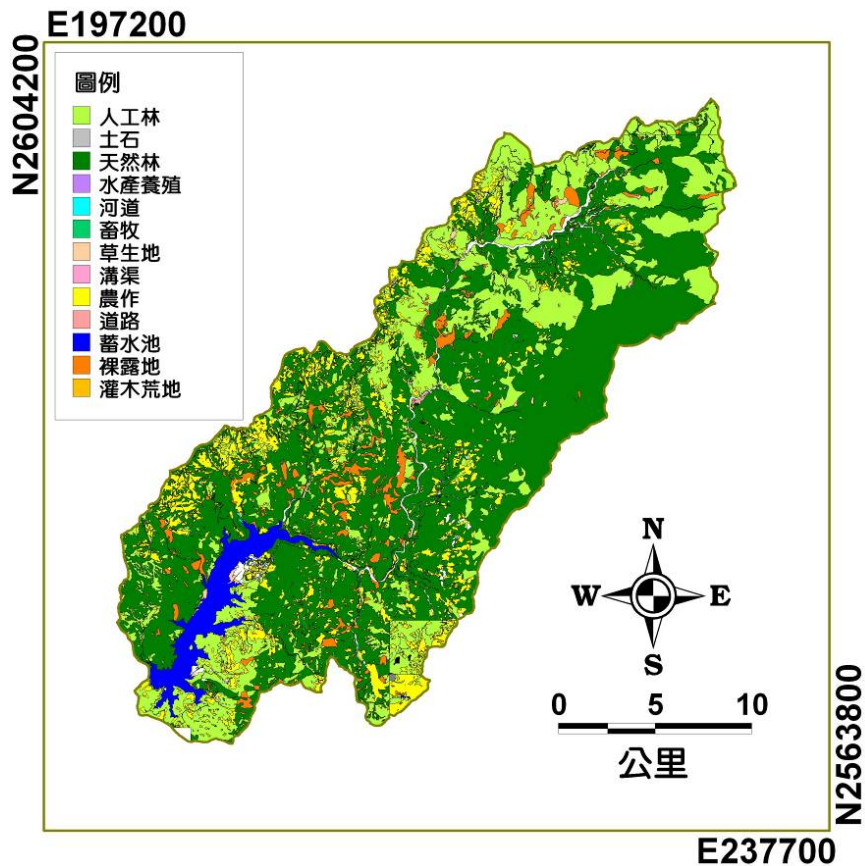 E197200
N2604200
圖例
人工林
土石
天然林
水產養殖
河道
畜牧
草生地
溝渠
農作
道路
蓄水池
裸露地
灌木荒地
N
W E
S
0 5 10
公里
N2563800
E237700